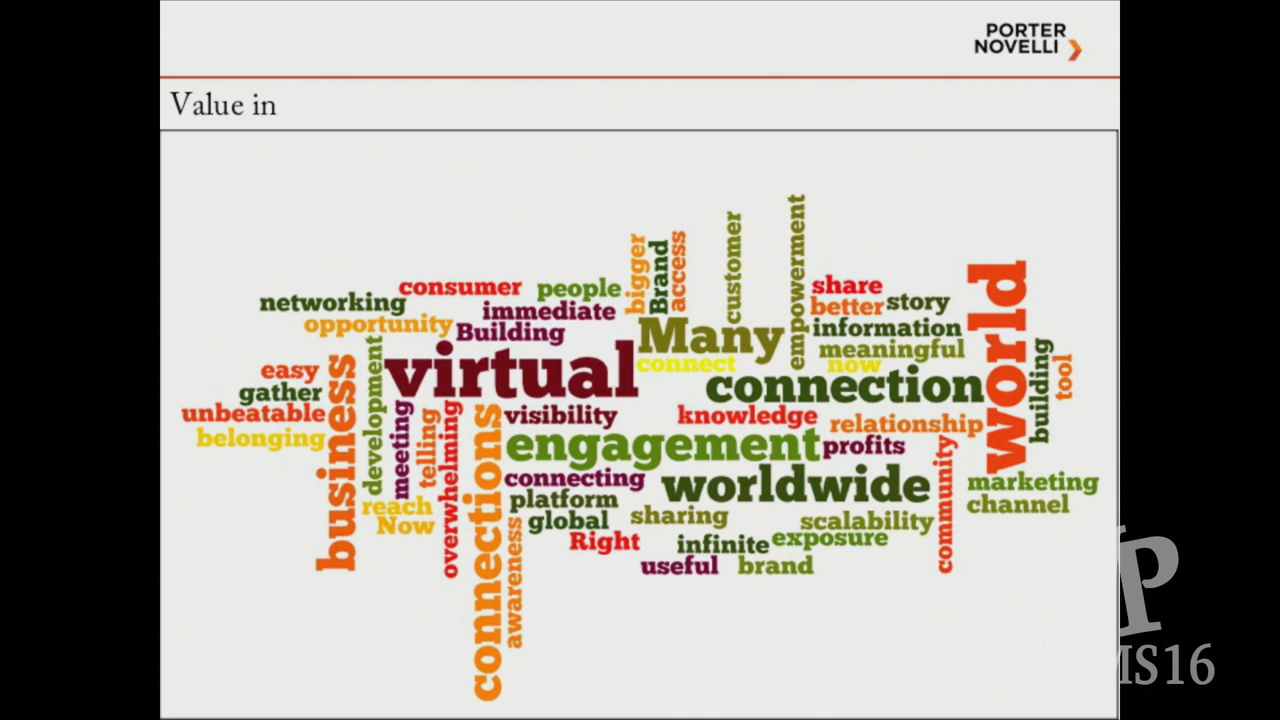 PORTER
NOVELLI
Value in
empowerment
customer
bigger
Brand
access
consumer
people
share
networking
immediate
better
story
opportunity
Building
Many
information
world
development
virtual
connect
meaningful
now
easy
business
connection
building
tool
gather
unbeatable
meeting
telling
overwhelming
connections
visibility
knowledge
relationship
belonging
engagement
profits
community
connecting
worldwide
marketing
reach
platform
channel
Now
global
sharing
scalability
awareness
Right
infinite
exposure
useful
brand
P
MS16